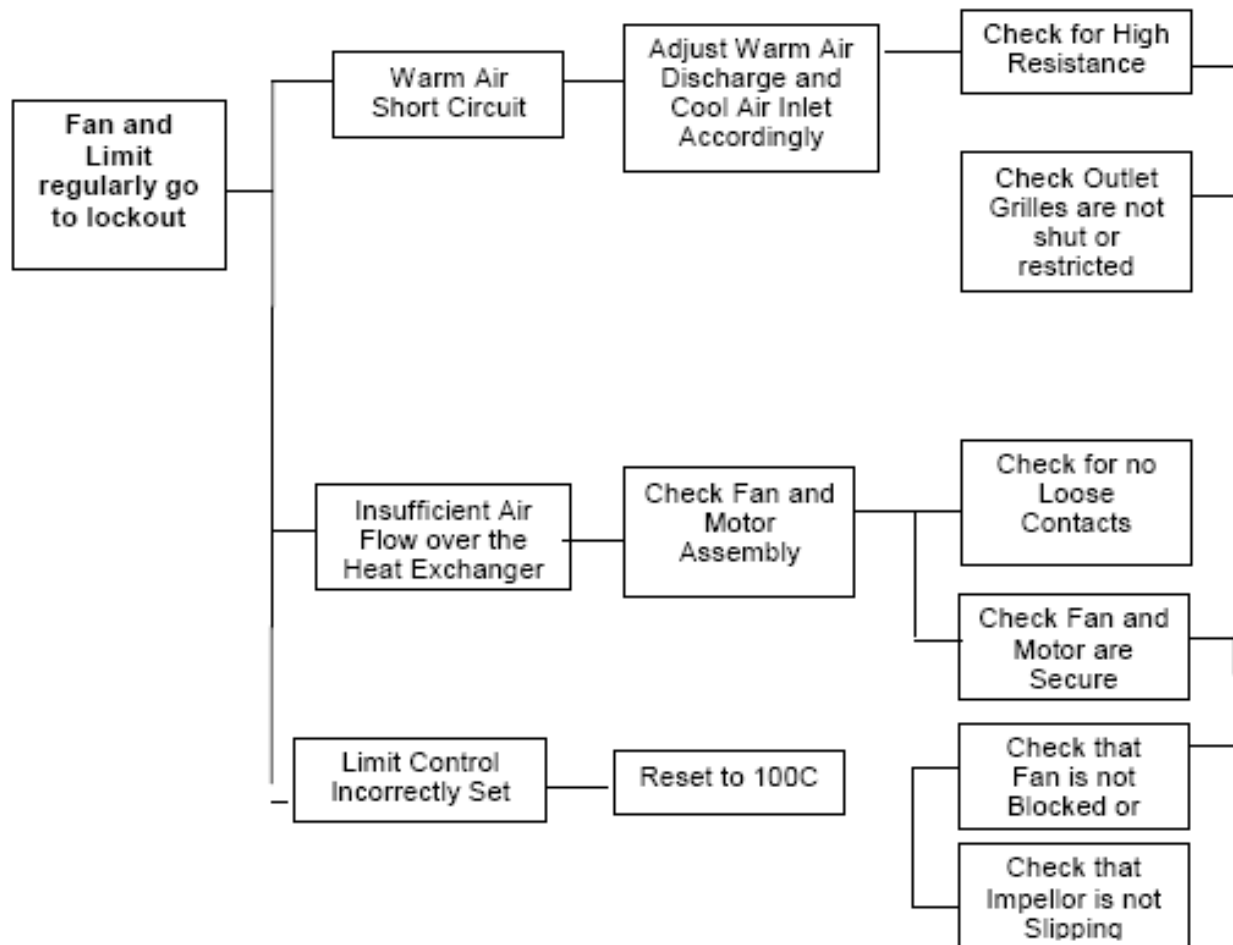 Fan and
Limit
regularly go
to lockout
Warm Air
Short Circuit
Adjust Warm Air
Discharge and
Cool Air Inlet
Accordingly
Check for High
Resistance
Check Outlet
Grilles are not
shut or
restricted
Insufficient Air
Flow over the
Heat Exchanger
Check Fan and
Motor
Assembly
Check for no
Loose
Contacts
Check Fan and
Motor are
Secure
Limit Control
Incorrectly Set
Reset to 100C
Check that
Fan is not
Blocked or
Check that
Impellor is not
Slipping